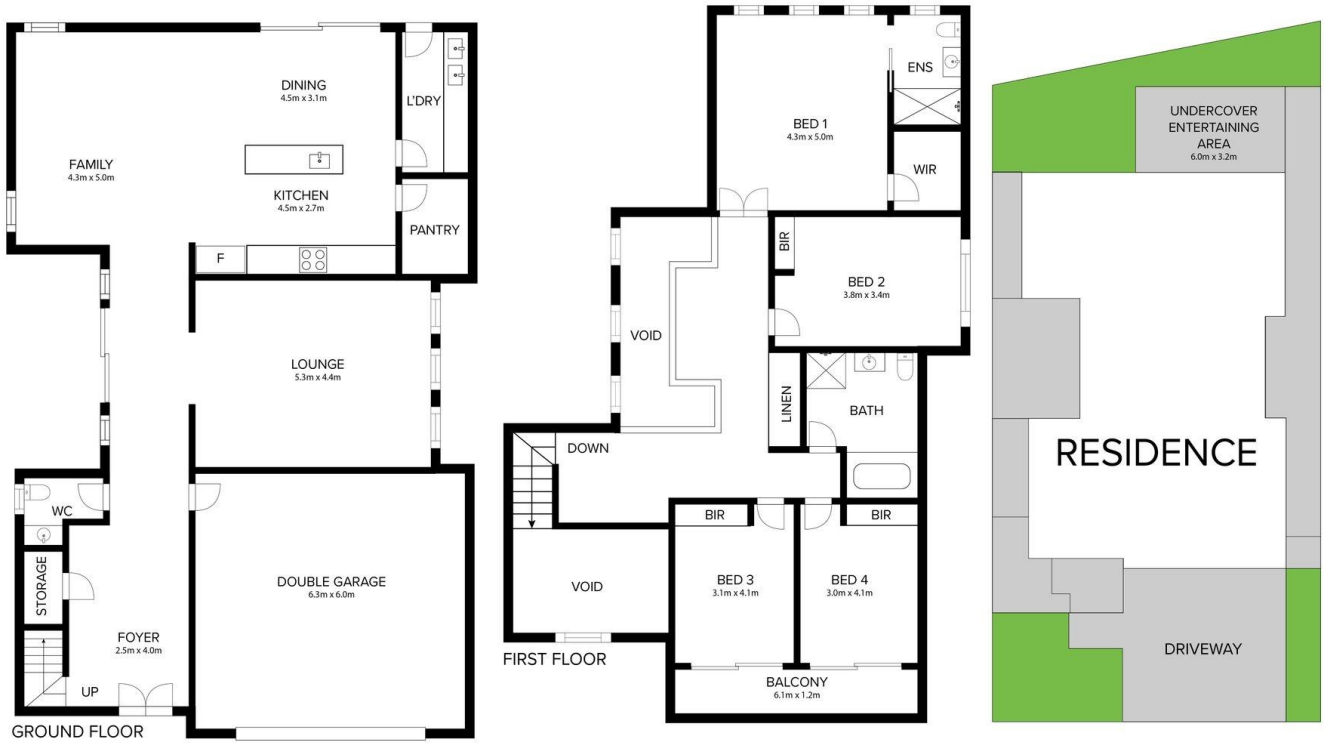 DINING
4.5m x 3.1m
L'DRY
FAMILY
4.3m x 5.0m
KITCHEN
4.5m x 2.7m
PANTRY
F
LOUNGE
5.3m x 4.4m
WC
STORAGE
DOUBLE GARAGE
6.3m x 6.0m
FOYER
2.5m x 4.0m
UP
GROUND FLOOR
ENS
BED 1
4.3m x 5.0m
WIR
BIR
BED 2
3.8m x 3.4m
VOID
LINEN
BATH
DOWN
BIR
BIR
VOID
BED 3
3.1m x 4.1m
BED 4
3.0m x 4.1m
FIRST FLOOR
BALCONY
6.1m x 1.2m
UNDERCOVER
ENTERTAINING
AREA
6.0m x 3.2m
RESIDENCE
DRIVEWAY